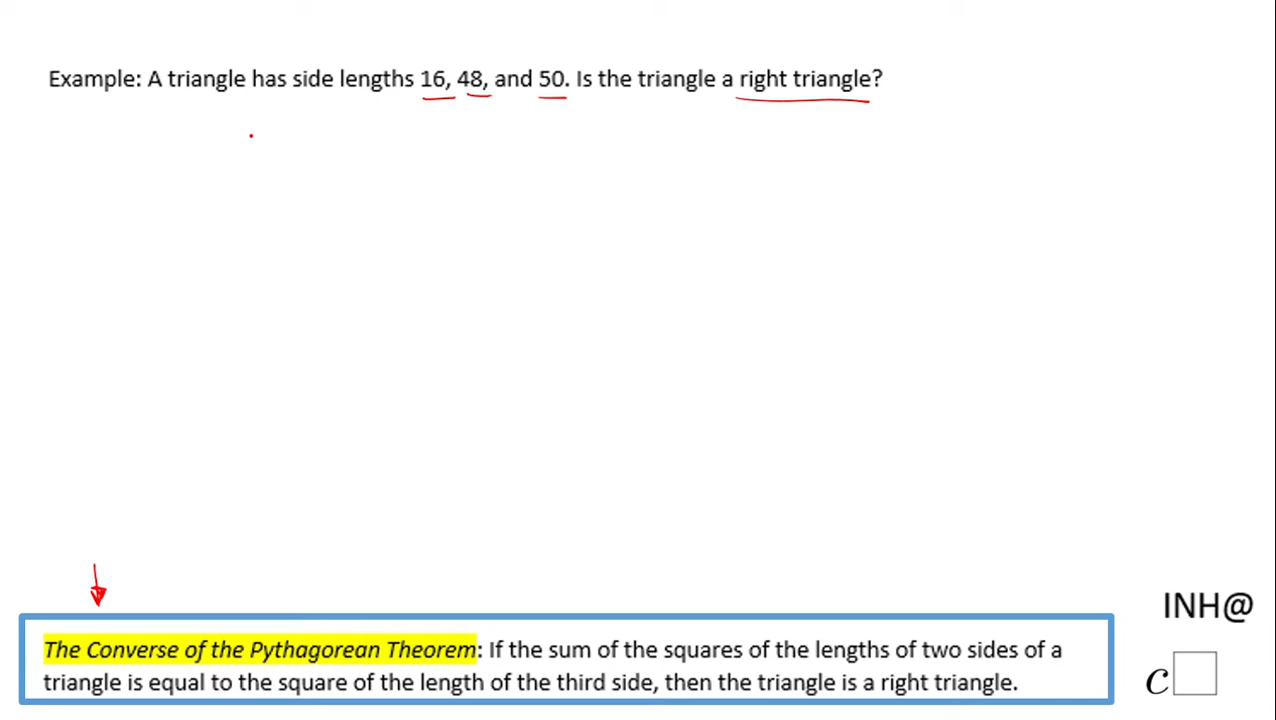 Example: A triangle has side lengths 16, 48, and 50. Is the triangle a right triangle?
The Converse of the Pythagorean Theorem: If the sum of the squares of the lengths of two sides of a
triangle is equal to the square of the length of the third side, then the triangle is a right triangle.
INH@
c